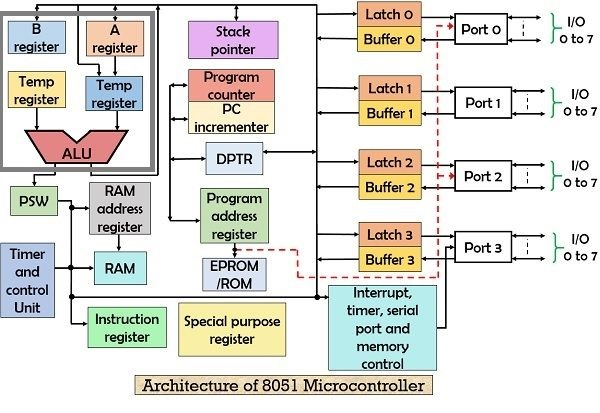 B
register
A
register
Temp
register
Temp
register
ALU
PSW
RAM
address
register
RAM
Timer
and
control
Unit
Instruction
register
Stack
pointer
Program
counter
PC
incrementer
DPTR
Program
address
register
EPROM
/ROM
Special purpose
register
Latch 0
Buffer 0
Port 0
I/O
0 to 7
Latch 1
Buffer 1
Port 1
I/O
0 to 7
Latch 2
Buffer 2
Port 2
I/O
0 to 7
Latch 3
Buffer 3
Port 3
I/O
0 to 7
Interrupt,
timer, serial
port and
memory
control
Architecture of 8051 Microcontroller